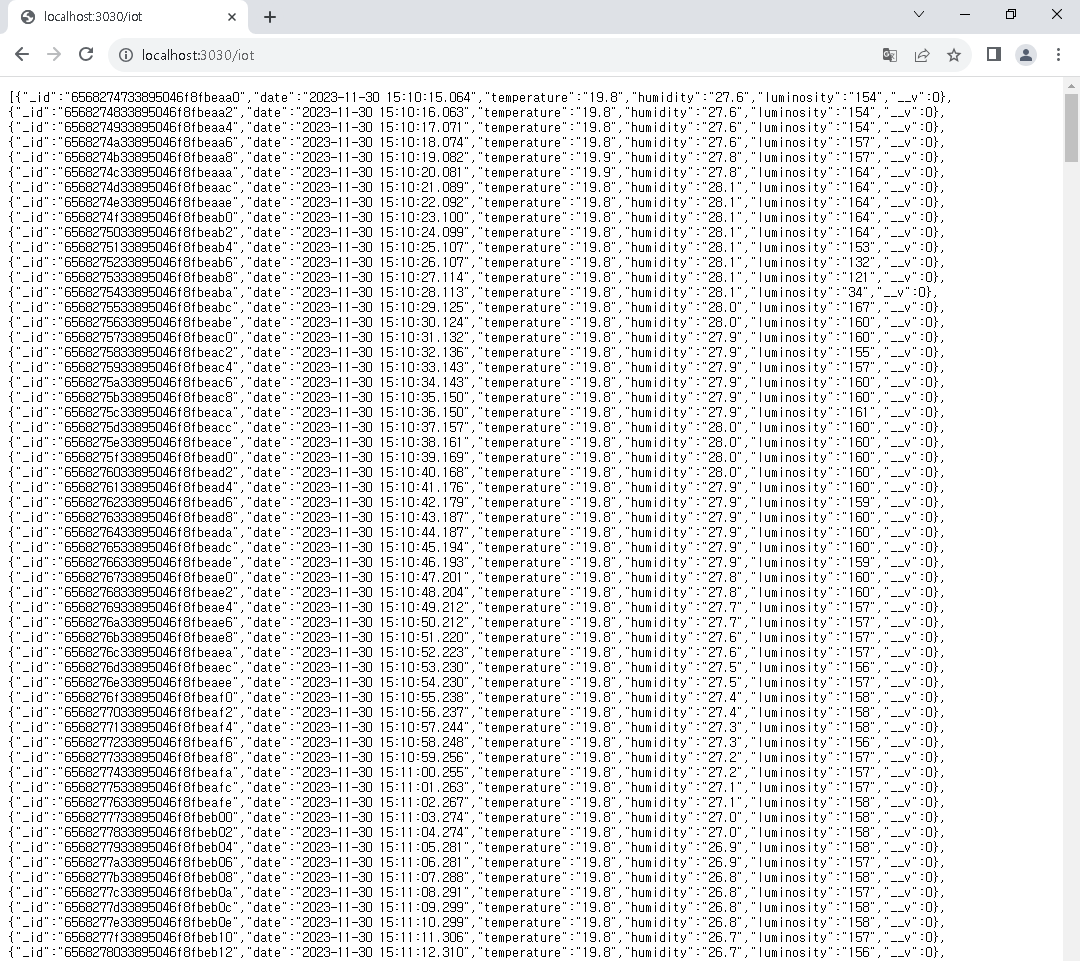 localhost:3030/iot
localhost:3030/iot
[{"_id":"6568274733895046f8fbeaa0","date":"2023-11-30 15:10:15.064","temperature":"19.8","humidity":"27.6","luminosity":"154","__v":0},
{"_id":"6568274833895046f8fbeaa2","date":"2023-11-30 15:10:16.063","temperature":"19.8","humidity":"27.6","luminosity":"154","__v":0},
{"_id":"6568274933895046f8fbeaa4","date":"2023-11-30 15:10:17.071","temperature":"19.8","humidity":"27.6","luminosity":"154","__v":0},
{"_id":"6568274a33895046f8fbeaa6","date":"2023-11-30 15:10:18.074","temperature":"19.8","humidity":"27.6","luminosity":"157","__v":0},
{"_id":"6568274b33895046f8fbeaa8","date":"2023-11-30 15:10:19.082","temperature":"19.9","humidity":"27.8","luminosity":"157","__v":0},
{"_id":"6568274c33895046f8fbeaaa","date":"2023-11-30 15:10:20.081","temperature":"19.9","humidity":"27.8","luminosity":"164","__v":0},
{"_id":"6568274d33895046f8fbeaac","date":"2023-11-30 15:10:21.089","temperature":"19.8","humidity":"28.1","luminosity":"164","__v":0},
{"_id":"6568274e33895046f8fbeaae","date":"2023-11-30 15:10:22.092","temperature":"19.8","humidity":"28.1","luminosity":"164","__v":0},
{"_id":"6568274f33895046f8fbeab0","date":"2023-11-30 15:10:23.100","temperature":"19.8","humidity":"28.1","luminosity":"164","__v":0},
{"_id":"6568275033895046f8fbeab2","date":"2023-11-30 15:10:24.099","temperature":"19.8","humidity":"28.1","luminosity":"164","__v":0},
{"_id":"6568275133895046f8fbeab4","date":"2023-11-30 15:10:25.107","temperature":"19.8","humidity":"28.1","luminosity":"153","__v":0},
{"_id":"6568275233895046f8fbeab6","date":"2023-11-30 15:10:26.107","temperature":"19.8","humidity":"28.1","luminosity":"132","__v":0},
{"_id":"6568275333895046f8fbeab8","date":"2023-11-30 15:10:27.114","temperature":"19.8","humidity":"28.1","luminosity":"121","__v":0},
{"_id":"6568275433895046f8fbeaba","date":"2023-11-30 15:10:28.113","temperature":"19.8","humidity":"28.1","luminosity":"34","__v":0},
{"_id":"6568275533895046f8fbeabc","date":"2023-11-30 15:10:29.125","temperature":"19.8","humidity":"28.0","luminosity":"167","__v":0},
{"_id":"6568275633895046f8fbeabe","date":"2023-11-30 15:10:30.124","temperature":"19.8","humidity":"28.0","luminosity":"160","__v":0},
{"_id":"6568275733895046f8fbeac0","date":"2023-11-30 15:10:31.132","temperature":"19.8","humidity":"27.9","luminosity":"160","__v":0},
{"_id":"6568275833895046f8fbeac2","date":"2023-11-30 15:10:32.136","temperature":"19.8","humidity":"27.9","luminosity":"155","__v":0},
{"_id":"6568275933895046f8fbeac4","date":"2023-11-30 15:10:33.143","temperature":"19.8","humidity":"27.9","luminosity":"157","__v":0},
{"_id":"6568275a33895046f8fbeac6","date":"2023-11-30 15:10:34.143","temperature":"19.8","humidity":"27.9","luminosity":"160","__v":0},
{"_id":"6568275b33895046f8fbeac8","date":"2023-11-30 15:10:35.150","temperature":"19.8","humidity":"27.9","luminosity":"160","__v":0},
{"_id":"6568275c33895046f8fbeaca","date":"2023-11-30 15:10:36.150","temperature":"19.8","humidity":"27.9","luminosity":"161","__v":0},
{"_id":"6568275d33895046f8fbeacc","date":"2023-11-30 15:10:37.157","temperature":"19.8","humidity":"28.0","luminosity":"160","__v":0},
{"_id":"6568275e33895046f8fbeace","date":"2023-11-30 15:10:38.161","temperature":"19.8","humidity":"28.0","luminosity":"160","__v":0},
{"_id":"6568275f33895046f8fbead0","date":"2023-11-30 15:10:39.169","temperature":"19.8","humidity":"28.0","luminosity":"160","__v":0},
{"_id":"6568276033895046f8fbead2","date":"2023-11-30 15:10:40.168","temperature":"19.8","humidity":"28.0","luminosity":"160","__v":0},
{"_id":"6568276133895046f8fbead4","date":"2023-11-30 15:10:41.176","temperature":"19.8","humidity":"27.9","luminosity":"160","__v":0},
{"_id":"6568276233895046f8fbead6","date":"2023-11-30 15:10:42.179","temperature":"19.8","humidity":"27.9","luminosity":"159","__v":0},
{"_id":"6568276333895046f8fbead8","date":"2023-11-30 15:10:43.187","temperature":"19.8","humidity":"27.9","luminosity":"160","__v":0},
{"_id":"6568276433895046f8fbeada","date":"2023-11-30 15:10:44.187","temperature":"19.8","humidity":"27.9","luminosity":"160","__v":0},
{"_id":"6568276533895046f8fbeadc","date":"2023-11-30 15:10:45.194","temperature":"19.8","humidity":"27.9","luminosity":"160","__v":0},
{"_id":"6568276633895046f8fbeade","date":"2023-11-30 15:10:46.193","temperature":"19.8","humidity":"27.9","luminosity":"159","__v":0},
{"_id":"6568276733895046f8fbeae0","date":"2023-11-30 15:10:47.201","temperature":"19.8","humidity":"27.8","luminosity":"160","__v":0},
{"_id":"6568276833895046f8fbeae2","date":"2023-11-30 15:10:48.204","temperature":"19.8","humidity":"27.8","luminosity":"160","__v":0},
{"_id":"6568276933895046f8fbeae4","date":"2023-11-30 15:10:49.212","temperature":"19.8","humidity":"27.7","luminosity":"157","__v":0},
{"_id":"6568276a33895046f8fbeae6","date":"2023-11-30 15:10:50.212","temperature":"19.8","humidity":"27.7","luminosity":"157","__v":0},
{"_id":"6568276b33895046f8fbeae8","date":"2023-11-30 15:10:51.220","temperature":"19.8","humidity":"27.6","luminosity":"157","__v":0},
{"_id":"6568276c33895046f8fbeaea","date":"2023-11-30 15:10:52.223","temperature":"19.8","humidity":"27.6","luminosity":"157","__v":0},
{"_id":"6568276d33895046f8fbeaec","date":"2023-11-30 15:10:53.230","temperature":"19.8","humidity":"27.5","luminosity":"156","__v":0},
{"_id":"6568276e33895046f8fbeaee","date":"2023-11-30 15:10:54.230","temperature":"19.8","humidity":"27.5","luminosity":"157","__v":0},
{"_id":"6568276f33895046f8fbeaf0","date":"2023-11-30 15:10:55.238","temperature":"19.8","humidity":"27.4","luminosity":"158","__v":0},
{"_id":"6568277033895046f8fbeaf2","date":"2023-11-30 15:10:56.237","temperature":"19.8","humidity":"27.4","luminosity":"158","__v":0},
{"_id":"6568277133895046f8fbeaf4","date":"2023-11-30 15:10:57.244","temperature":"19.8","humidity":"27.3","luminosity":"158","__v":0},
{"_id":"6568277233895046f8fbeaf6","date":"2023-11-30 15:10:58.248","temperature":"19.8","humidity":"27.3","luminosity":"156","__v":0},
{"_id":"6568277333895046f8fbeaf8","date":"2023-11-30 15:10:59.256","temperature":"19.8","humidity":"27.2","luminosity":"157","__v":0},
{"_id":"6568277433895046f8fbeafa","date":"2023-11-30 15:11:00.255","temperature":"19.8","humidity":"27.2","luminosity":"157","__v":0},
{"_id":"6568277533895046f8fbeafc","date":"2023-11-30 15:11:01.263","temperature":"19.8","humidity":"27.1","luminosity":"157","__v":0},
{"_id":"6568277633895046f8fbeafe","date":"2023-11-30 15:11:02.267","temperature":"19.8","humidity":"27.1","luminosity":"158","__v":0},
{"_id":"6568277733895046f8fbeb00","date":"2023-11-30 15:11:03.274","temperature":"19.8","humidity":"27.0","luminosity":"158","__v":0},
{"_id":"6568277833895046f8fbeb02","date":"2023-11-30 15:11:04.274","temperature":"19.8","humidity":"27.0","luminosity":"158","__v":0},
{"_id":"6568277933895046f8fbeb04","date":"2023-11-30 15:11:05.281","temperature":"19.8","humidity":"26.9","luminosity":"158","__v":0},
{"_id":"6568277a33895046f8fbeb06","date":"2023-11-30 15:11:06.281","temperature":"19.8","humidity":"26.9","luminosity":"157","__v":0},
{"_id":"6568277b33895046f8fbeb08","date":"2023-11-30 15:11:07.288","temperature":"19.8","humidity":"26.8","luminosity":"158","__v":0},
{"_id":"6568277c33895046f8fbeb0a","date":"2023-11-30 15:11:08.291","temperature":"19.8","humidity":"26.8","luminosity":"157","__v":0},
{"_id":"6568277d33895046f8fbeb0c","date":"2023-11-30 15:11:09.299","temperature":"19.8","humidity":"26.8","luminosity":"158","__v":0},
{"_id":"6568277e33895046f8fbeb0e","date":"2023-11-30 15:11:10.299","temperature":"19.8","humidity":"26.8","luminosity":"158","__v":0},
{"_id":"6568277f33895046f8fbeb10","date":"2023-11-30 15:11:11.306","temperature":"19.8","humidity":"26.7","luminosity":"157","__v":0},
{"_id":"6568278033895046f8fbeb12","date":"2023-11-30 15:11:12.310","temperature":"19.8","humidity":"26.7","luminosity":"156","__v":0},